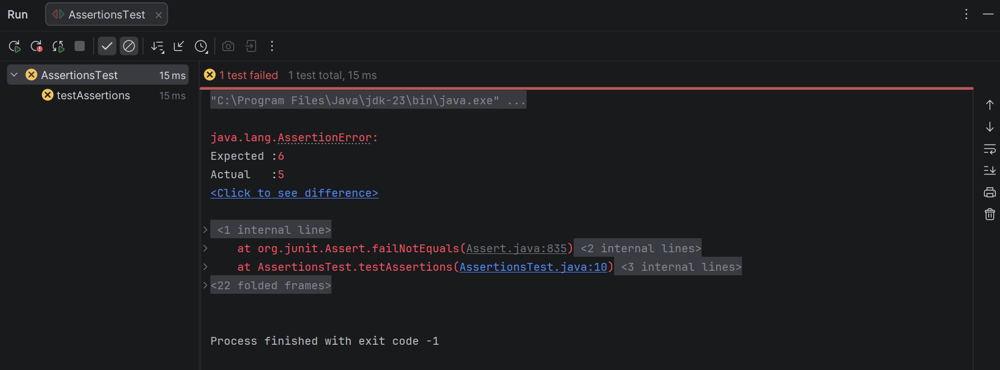 Run AssertionsTest
AssertionsTest 15 ms
testAssertions 15 ms
1 test failed 1 test total, 15 ms
"C:\Program Files\Java\jdk-23\bin\java.exe" ...
java.lang.AssertionError:
Expected :6
Actual   :5
<Click to see difference>
<1 internal line>
at org.junit.Assert.failNotEquals(Assert.java:835) <2 internal lines>
at AssertionsTest.testAssertions(AssertionsTest.java:10) <3 internal lines>
<22 folded frames>
Process finished with exit code -1